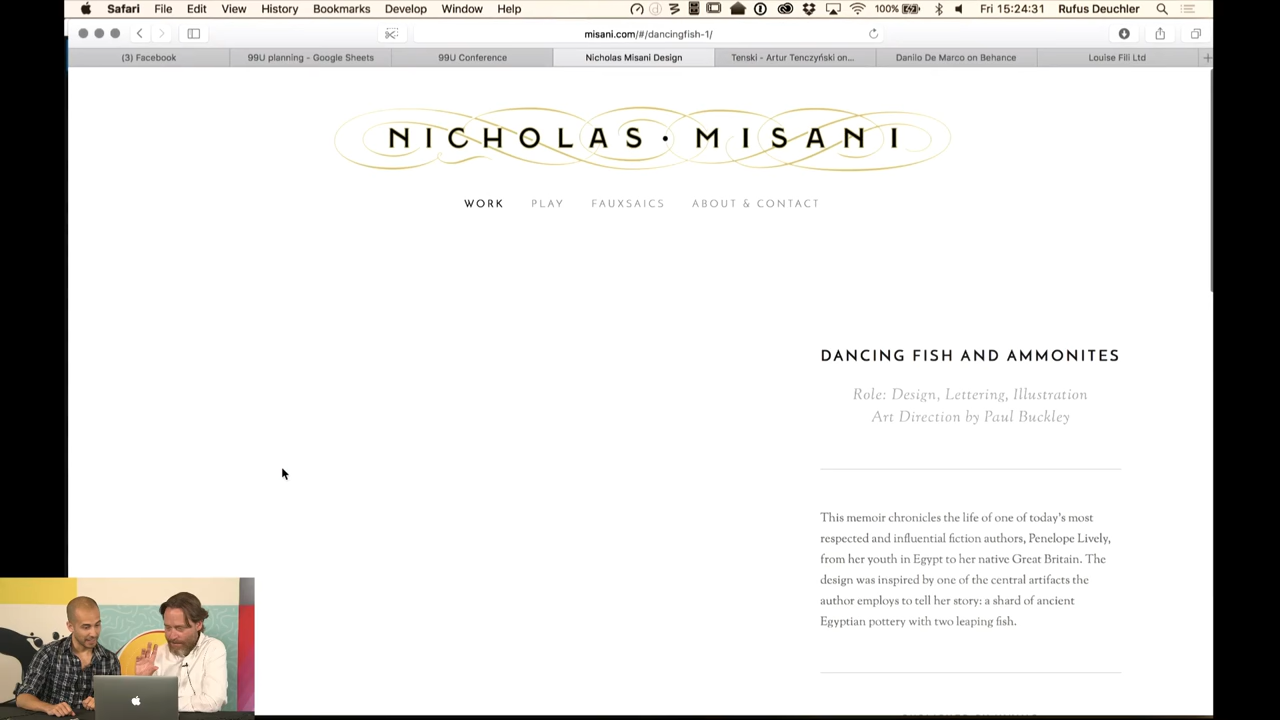 Safari File Edit View History Bookmarks Develop Window Help 100% Fri 15:24:31 Rufus Deuchler
misani.com/#/dancingfish-1/
(3) Facebook 99U planning - Google Sheets 99U Conference Nicholas Misani Design Tenski - Artur Tenczyński on... Danilo De Marco on Behance Louise Fill Ltd
NICHOLAS · MISANI
WORK PLAY FAUXSAICS ABOUT & CONTACT
DANCING FISH AND AMMONITES
Role: Design, Lettering, Illustration
Art Direction by Paul Buckley
This memoir chronicles the life of one of today's most
respected and influential fiction authors, Penelope Lively,
from her youth in Egypt to her native Great Britain. The
design was inspired by one of the central artifacts the
author employs to tell her story: a shard of ancient
Egyptian pottery with two leaping fish.